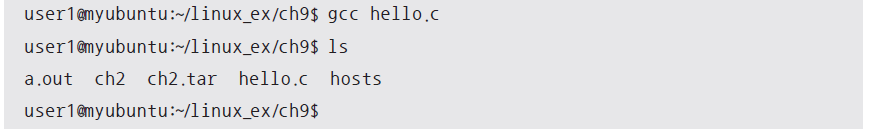 user1@myubuntu:~/linux_ex/ch9$ gcc hello.c
user1@myubuntu:~/linux_ex/ch9$ ls
a.out  ch2  ch2.tar  hello.c  hosts
user1@myubuntu:~/linux_ex/ch9$